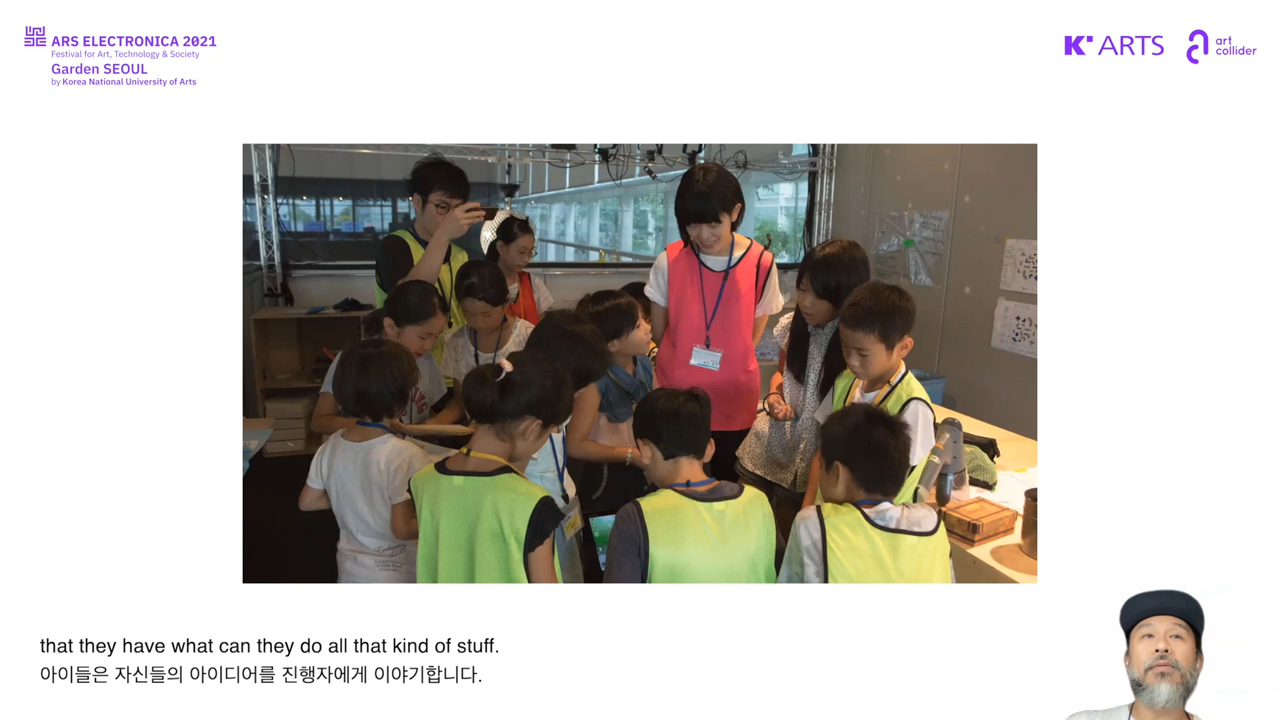 ARS ELECTRONICA 2021
Festival for Art, Technology & Society
Garden SEOUL
by Korea National University of Arts
K ARTS
art
collider
that they have what can they do all that kind of stuff.
아이들은 자신들의 아이디어를 진행자에게 이야기합니다.